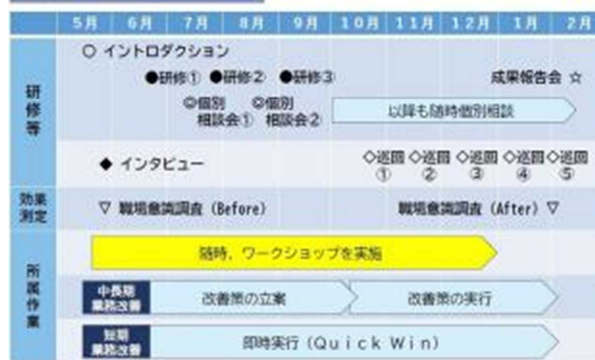 5月 6月 7月 8月 9月 10月 11月 12月 1月 2月
研修等
○ イントロダクション
●研修① ●研修② ●研修③ 成果報告会 ☆
◎個別相談会① ◎個別相談会② 以降も随時個別相談
◆ インタビュー ◇巡回① ◇巡回② ◇巡回③ ◇巡回④ ◇巡回⑤
効果測定
▽ 職場意識調査（Before） 職場意識調査（After）▽
所属作業
随時、ワークショップを実施
中長期業務改善 改善策の立案 改善策の実行
短期業務改善 即時実行（Ｑｕｉｃｋ Ｗｉｎ）